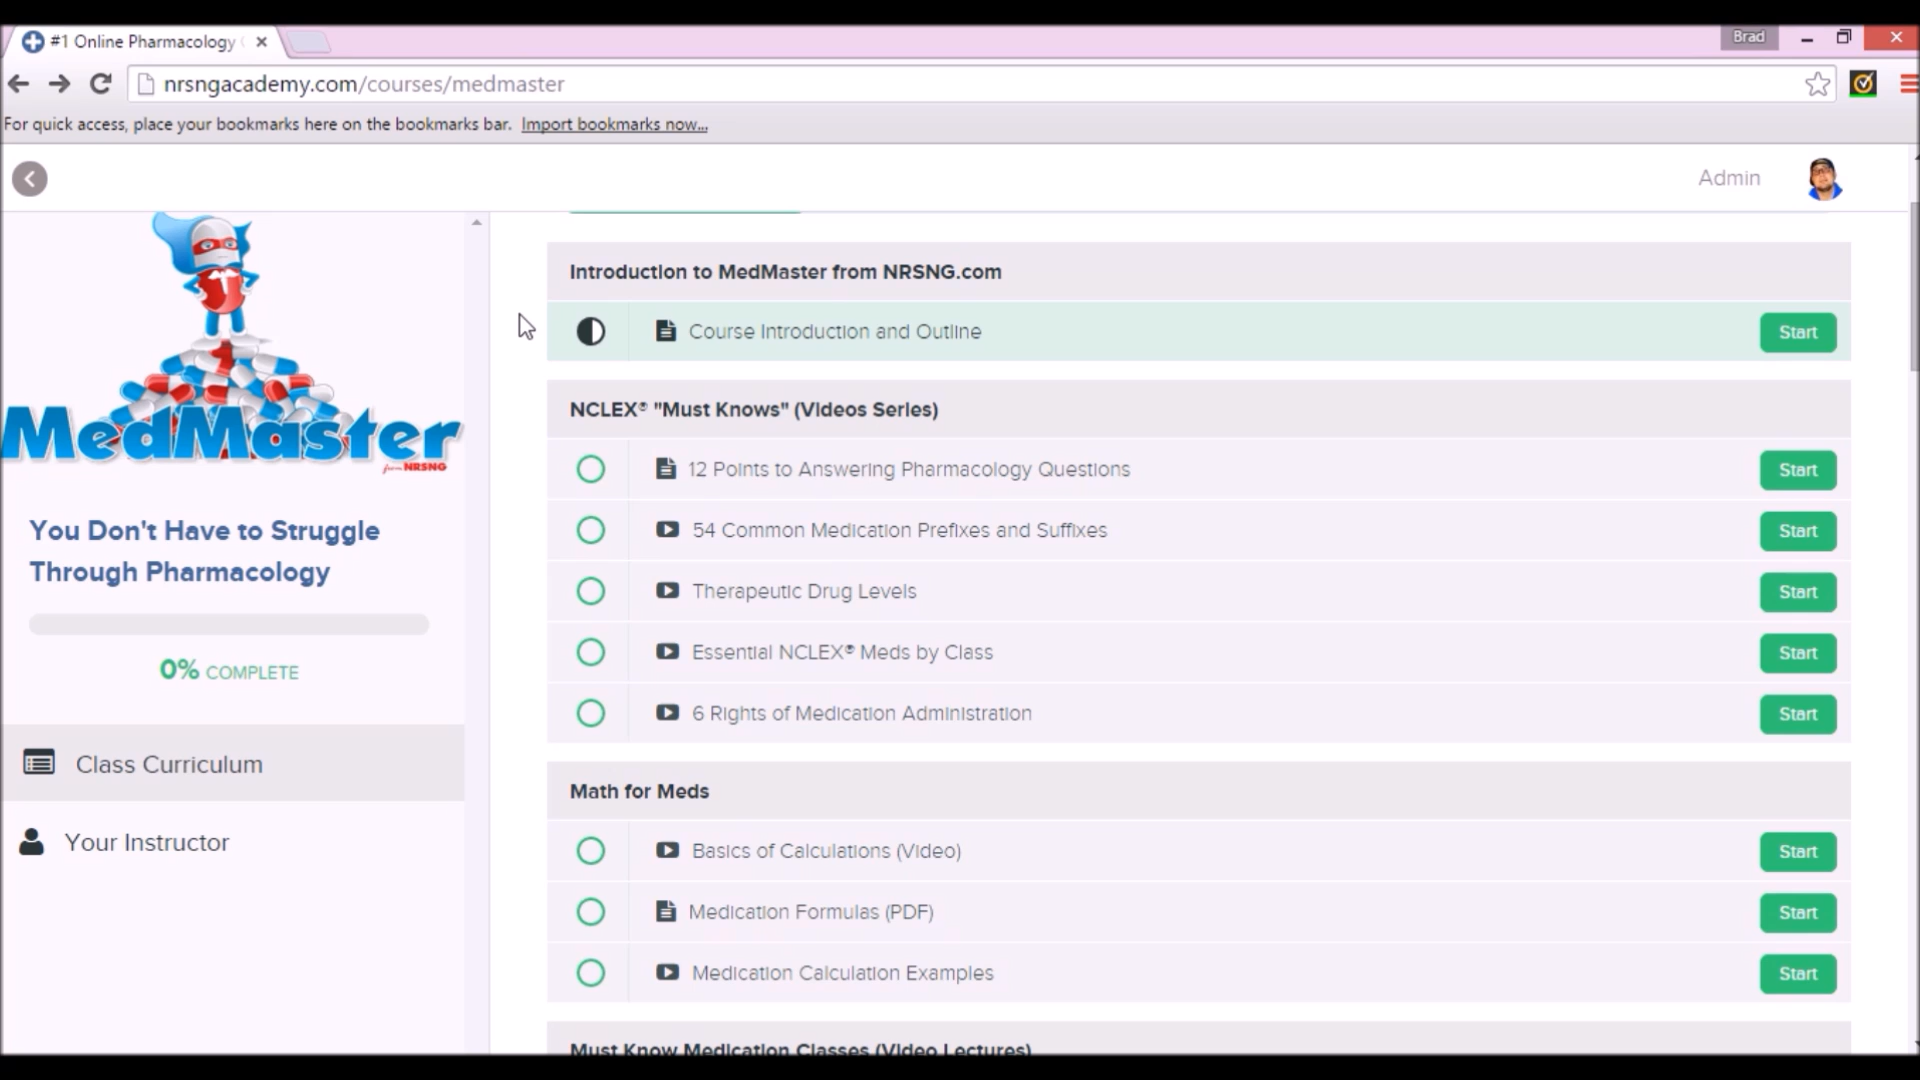 #1 Online Pharmacology
Brad
nrsngacademy.com/courses/medmaster
For quick access, place your bookmarks here on the bookmarks bar. Import bookmarks now...
Admin
MedMaster
from NRSNG
You Don't Have to Struggle
Through Pharmacology
0% COMPLETE
Class Curriculum
Your Instructor
Introduction to MedMaster from NRSNG.com
Course Introduction and Outline Start
NCLEX® "Must Knows" (Videos Series)
12 Points to Answering Pharmacology Questions Start
54 Common Medication Prefixes and Suffixes Start
Therapeutic Drug Levels Start
Essential NCLEX® Meds by Class Start
6 Rights of Medication Administration Start
Math for Meds
Basics of Calculations (Video) Start
Medication Formulas (PDF) Start
Medication Calculation Examples Start
Must Know Medication Classes (Video Lectures)